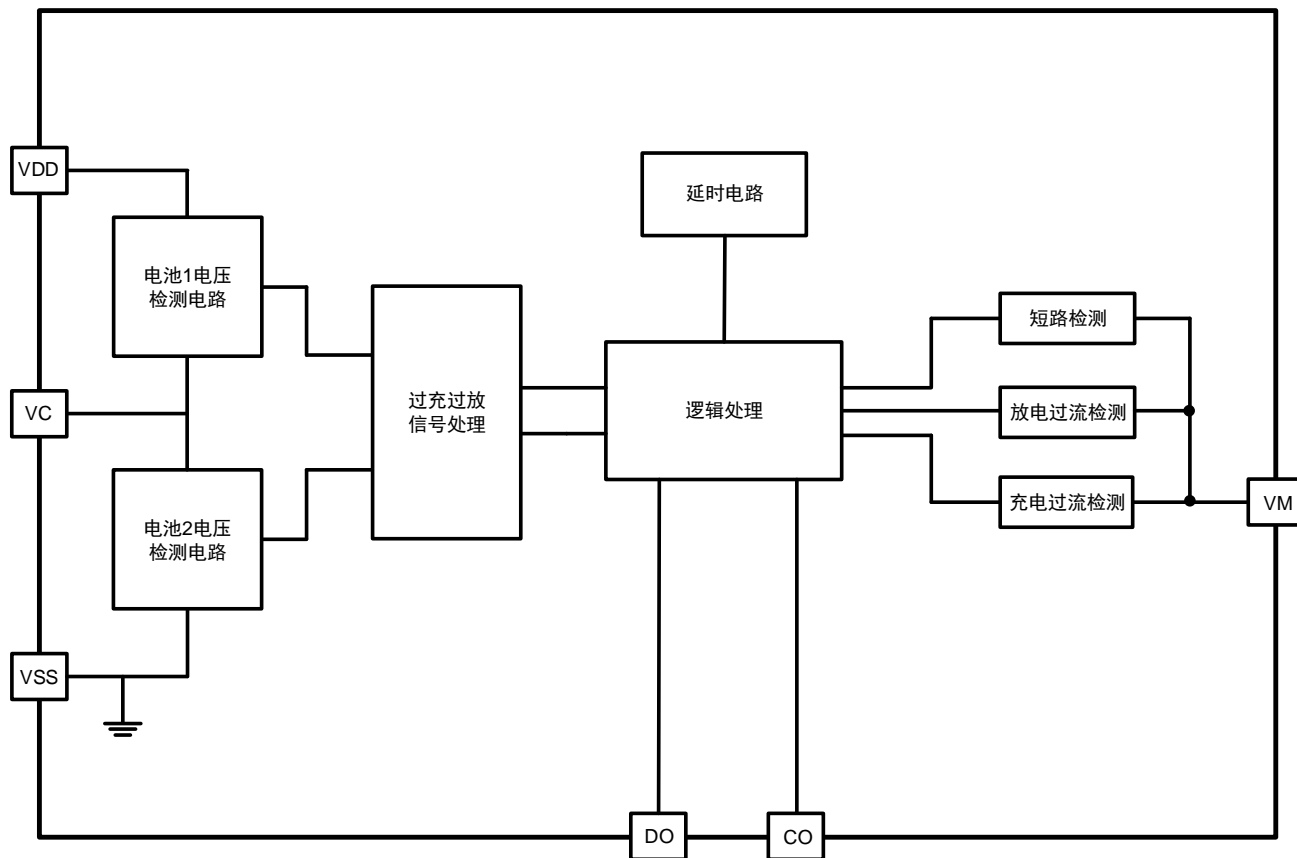 VDD
延时电路
电池1电压
检测电路
短路检测
VC
过充过放
信号处理
逻辑处理
放电过流检测
充电过流检测
VM
电池2电压
检测电路
VSS
DO
CO